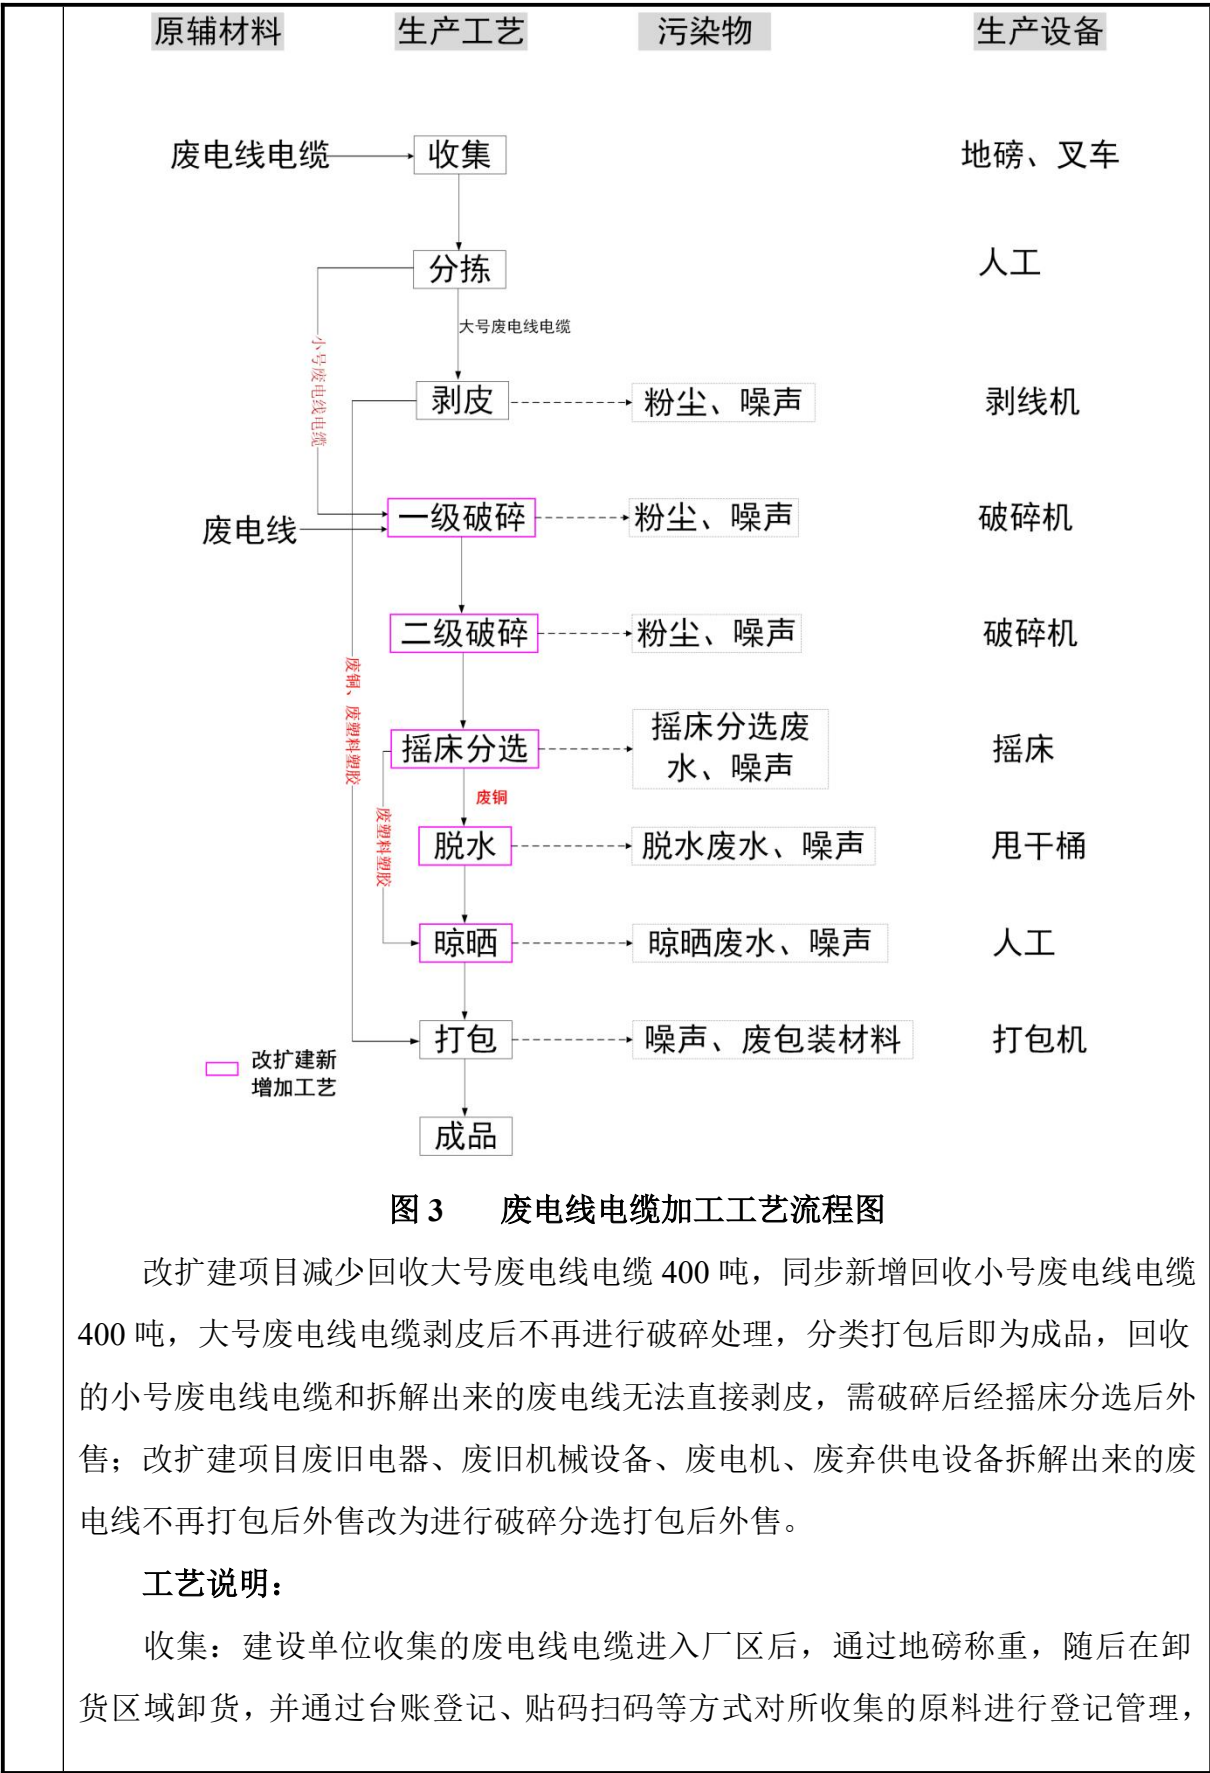 原辅材料 生产工艺 污染物 生产设备
废电线电缆 收集 地磅、叉车
分拣 人工
大号废电线电缆
小号废电线电缆
剥皮 粉尘、噪声 剥线机
废电线 一级破碎 粉尘、噪声 破碎机
二级破碎 粉尘、噪声 破碎机
废铜、废塑料塑胶
摇床分选 摇床分选废
水、噪声 摇床
废铜
废塑料塑胶
脱水 脱水废水、噪声 甩干桶
晾晒 晾晒废水、噪声 人工
打包 噪声、废包装材料 打包机
改扩建新
增加工艺
成品
图 3 废电线电缆加工工艺流程图
改扩建项目减少回收大号废电线电缆 400 吨，同步新增回收小号废电线电缆
400 吨，大号废电线电缆剥皮后不再进行破碎处理，分类打包后即为成品，回收
的小号废电线电缆和拆解出来的废电线无法直接剥皮，需破碎后经摇床分选后外
售；改扩建项目废旧电器、废旧机械设备、废电机、废弃供电设备拆解出来的废
电线不再打包后外售改为进行破碎分选打包后外售。
工艺说明：
收集：建设单位收集的废电线电缆进入厂区后，通过地磅称重，随后在卸
货区域卸货，并通过台账登记、贴码扫码等方式对所收集的原料进行登记管理，